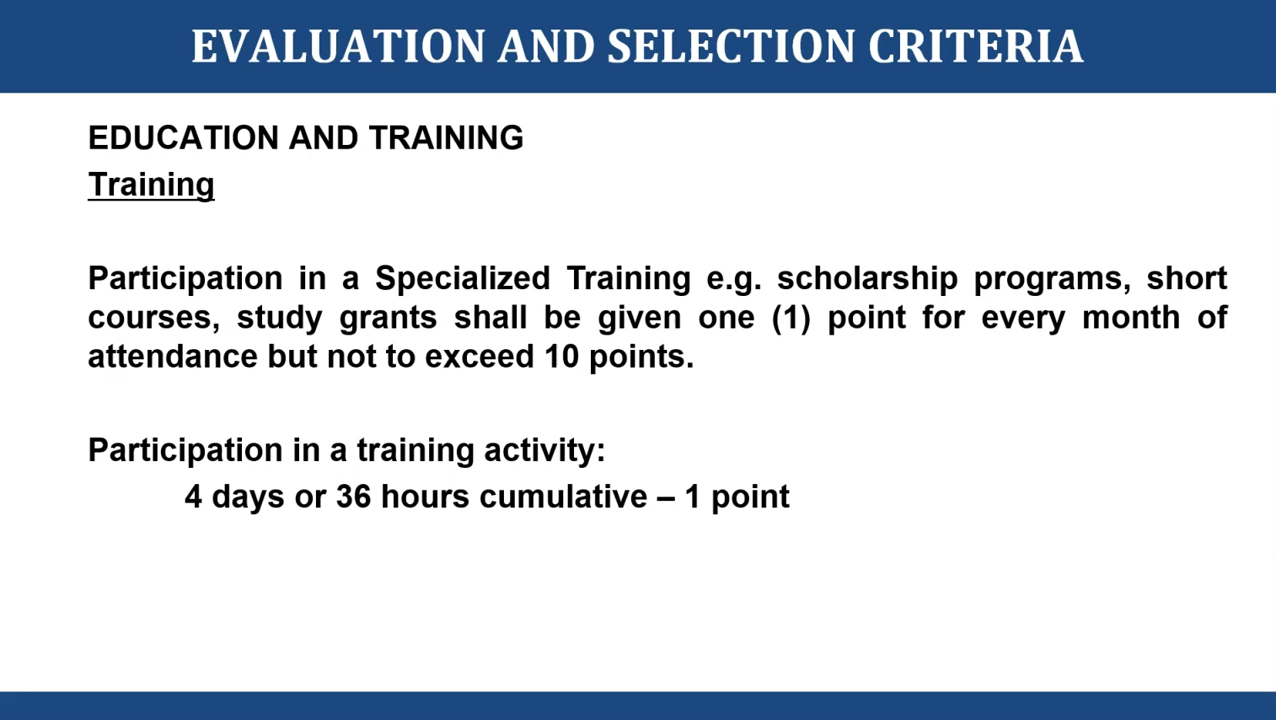 EVALUATION AND SELECTION CRITERIA
EDUCATION AND TRAINING
Training
Participation in a Specialized Training e.g. scholarship programs, short
courses, study grants shall be given one (1) point for every month of
attendance but not to exceed 10 points.
Participation in a training activity:
4 days or 36 hours cumulative – 1 point